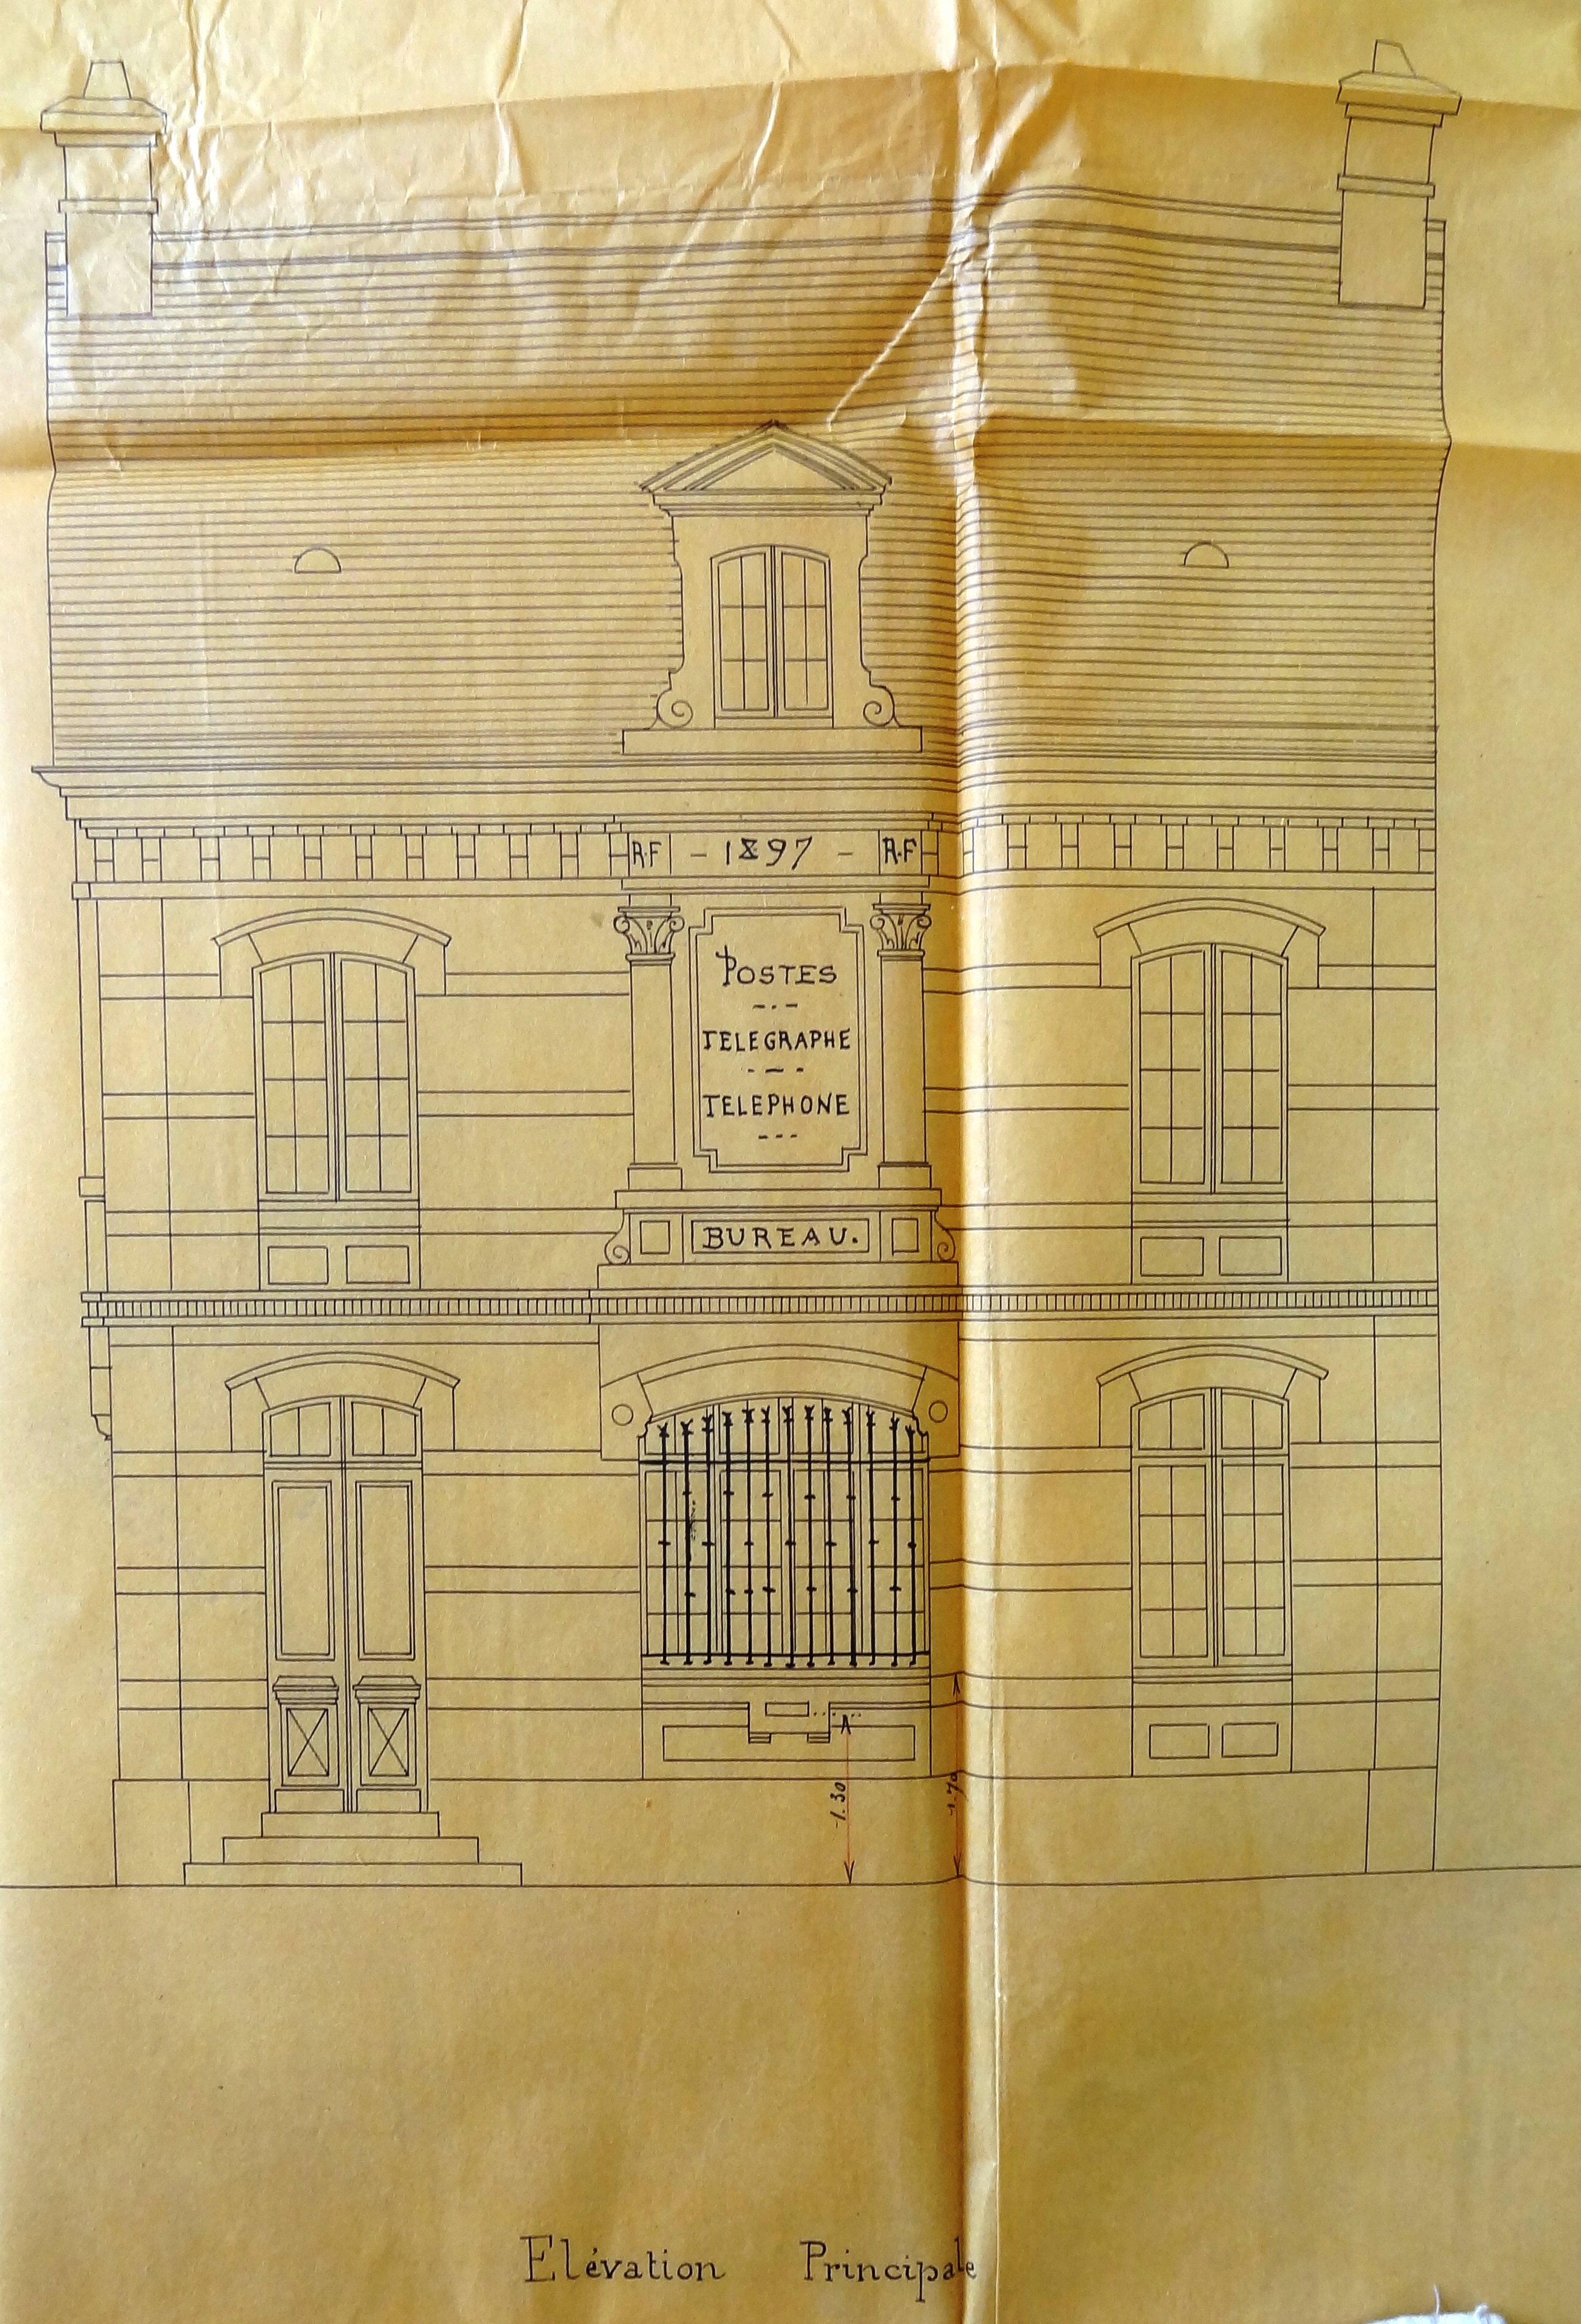 R.F - 1897 - R.F
POSTES
TELEGRAPHE
TELEPHONE
BUREAU.
1.30
1.70
Elévation Principale